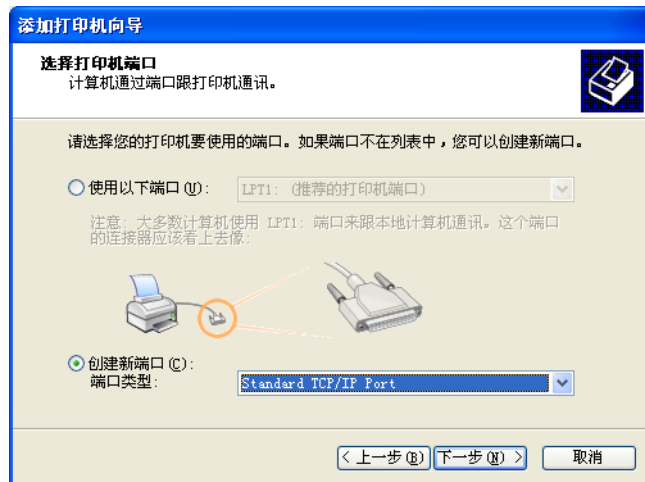 添加打印机向导
选择打印机端口
计算机通过端口跟打印机通讯。
请选择您的打印机要使用的端口。如果端口不在列表中，您可以创建新端口。
使用以下端口(U)： LPT1: (推荐的打印机端口)
注意: 大多数计算机使用 LPT1: 端口来跟本地计算机通讯。这个端口
的连接器应该看上去像:
创建新端口(C)：
端口类型: Standard TCP/IP Port
< 上一步(B) 下一步(N) > 取消